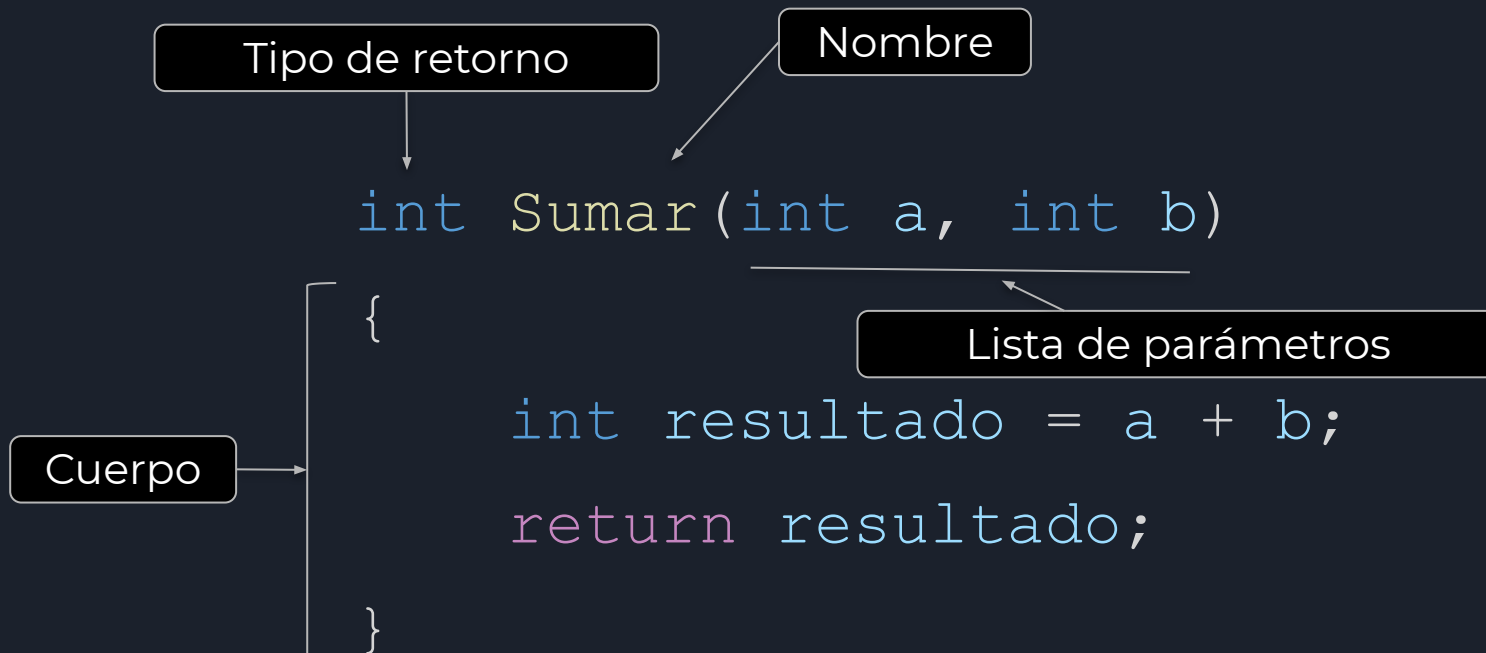 Tipo de retorno
Nombre
int Sumar(int a, int b)
{
Lista de parámetros
int resultado = a + b;
Cuerpo
return resultado;
}